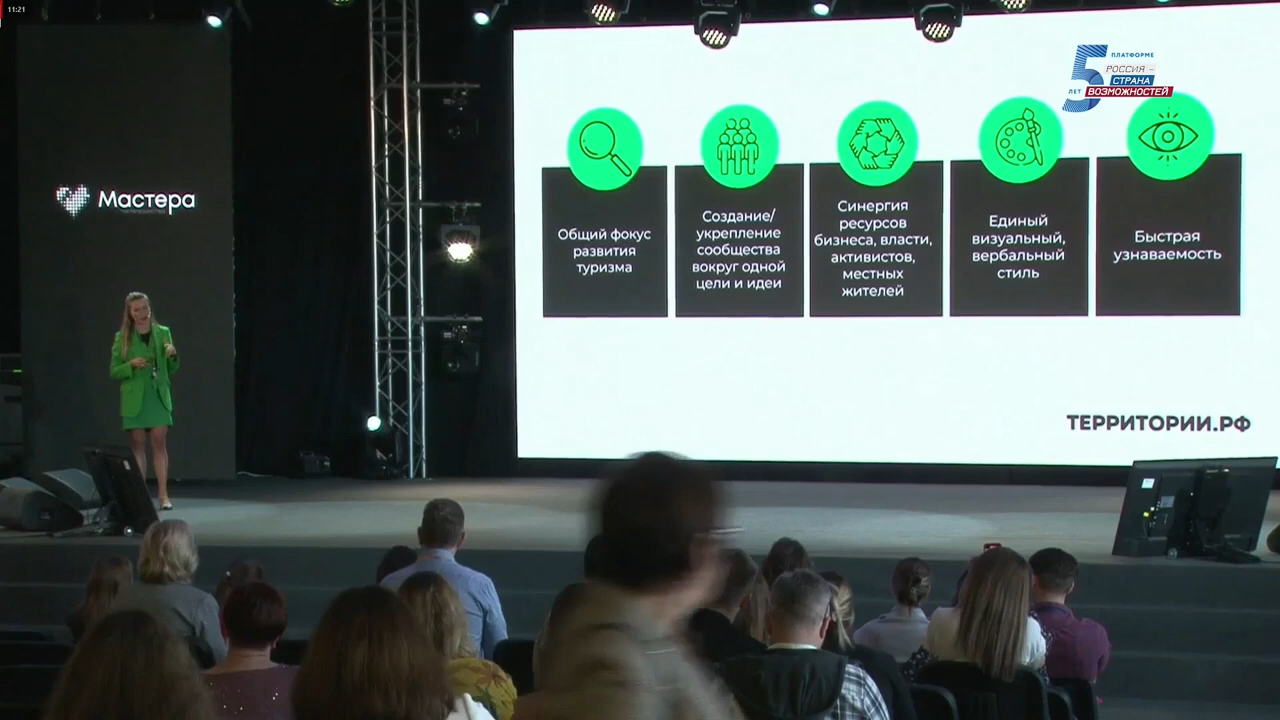 11:21
ПЛАТФОРМЕ
5
РОССИЯ –
СТРАНА
ЛЕТ
ВОЗМОЖНОСТЕЙ
Мастера
Общий фокус
развития
туризма
Создание/
укрепление
сообщества
вокруг одной
цели и идеи
Синергия
ресурсов
бизнеса, власти,
активистов,
местных
жителей
Единый
визуальный,
вербальный
стиль
Быстрая
узнаваемость
ТЕРРИТОРИИ.РФ